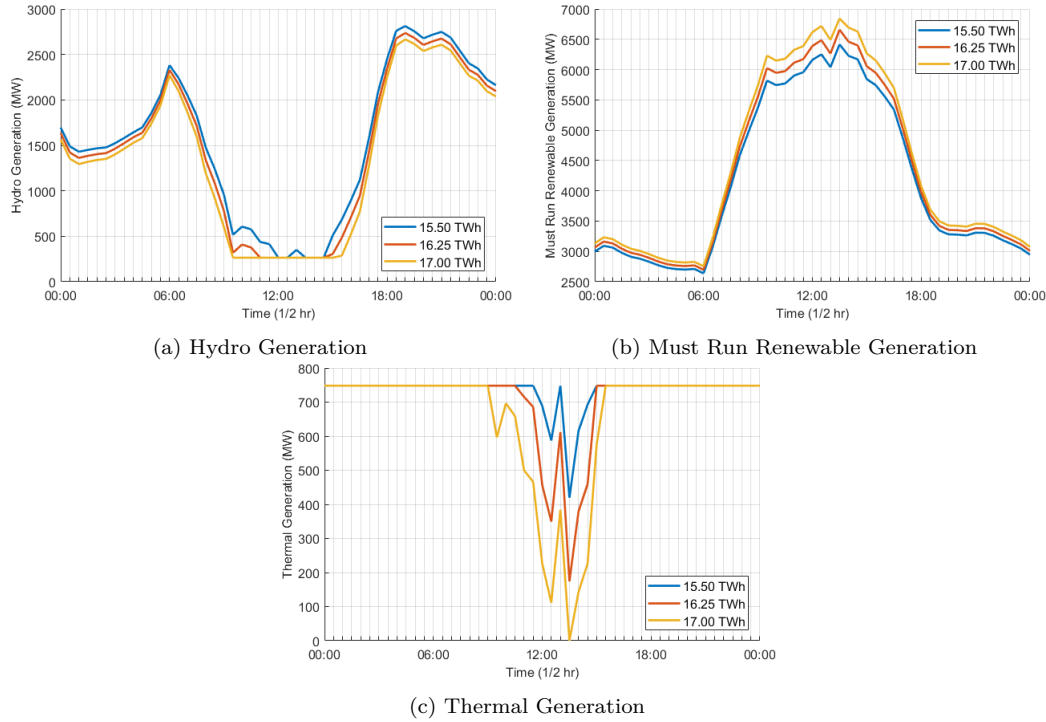 3000
2500
2000
1500
1000
500
0
Hydro Generation (MW)
15.50 TWh
16.25 TWh
17.00 TWh
00:00 06:00 12:00 18:00 00:00
Time (1/2 hr)
(a) Hydro Generation
7000
6500
6000
5500
5000
4500
4000
3500
3000
2500
Must Run Renewable Generation (MW)
15.50 TWh
16.25 TWh
17.00 TWh
00:00 06:00 12:00 18:00 00:00
Time (1/2 hr)
(b) Must Run Renewable Generation
800
700
600
500
400
300
200
100
0
Thermal Generation (MW)
15.50 TWh
16.25 TWh
17.00 TWh
00:00 06:00 12:00 18:00 00:00
Time (1/2 hr)
(c) Thermal Generation